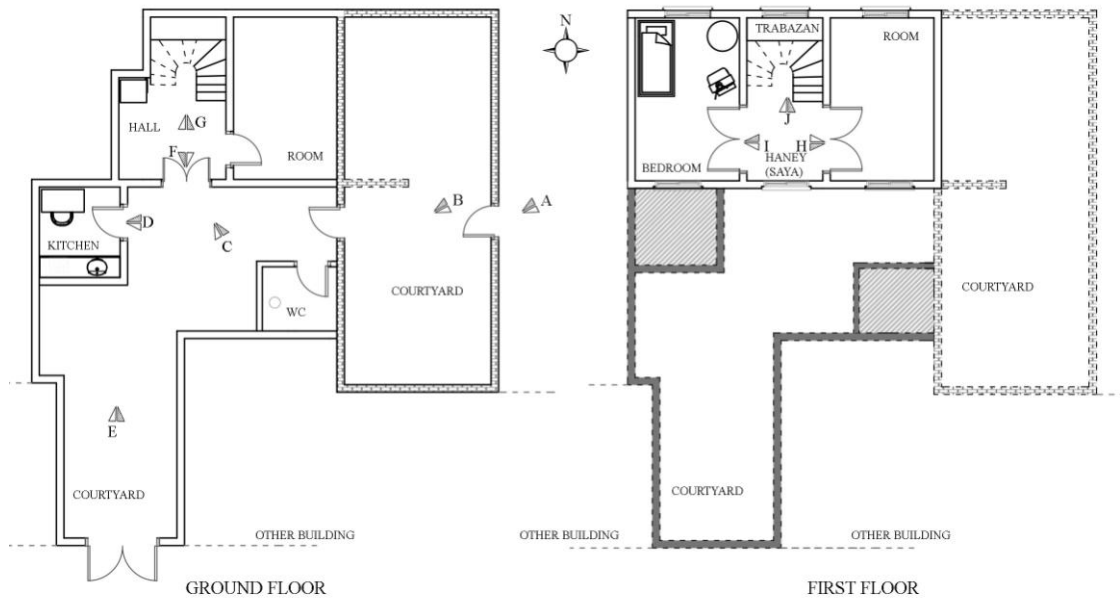 N
HALL
G
F
ROOM
B
A
D
C
KITCHEN
COURTYARD
WC
E
COURTYARD
OTHER BUILDING
GROUND FLOOR
TRABAZAN
ROOM
J
I
H
BEDROOM
HANEY
(SAYA)
COURTYARD
COURTYARD
OTHER BUILDING
OTHER BUILDING
FIRST FLOOR